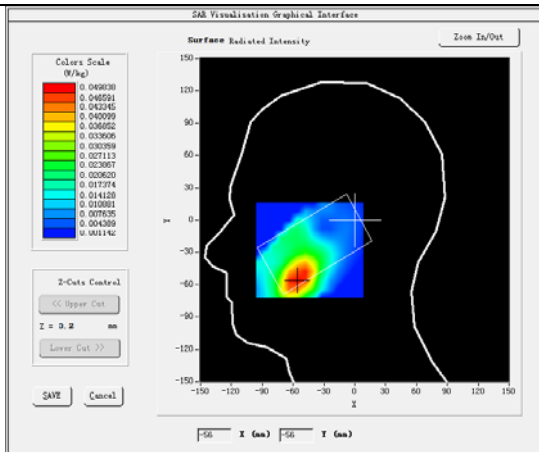 SAR Visualisation Graphical Interface
Surface Radiated Intensity
Zoom In/Out
Colors Scale
(W/kg)
0.049838
0.046591
0.043345
0.040099
0.036852
0.033606
0.030359
0.027113
0.023867
0.020620
0.017374
0.014128
0.010881
0.007635
0.004389
0.001142
150
120
90
60
30
0
-30
-60
-90
-120
-150
Y
-150 -120 -90 -60 -30 0 30 60 90 120 150
X
Z-Cuts Control
<< Upper Cut
Z = 0.2 mm
Lower Cut >>
SAVE Cancel
-56 X (mm) -56 Y (mm)